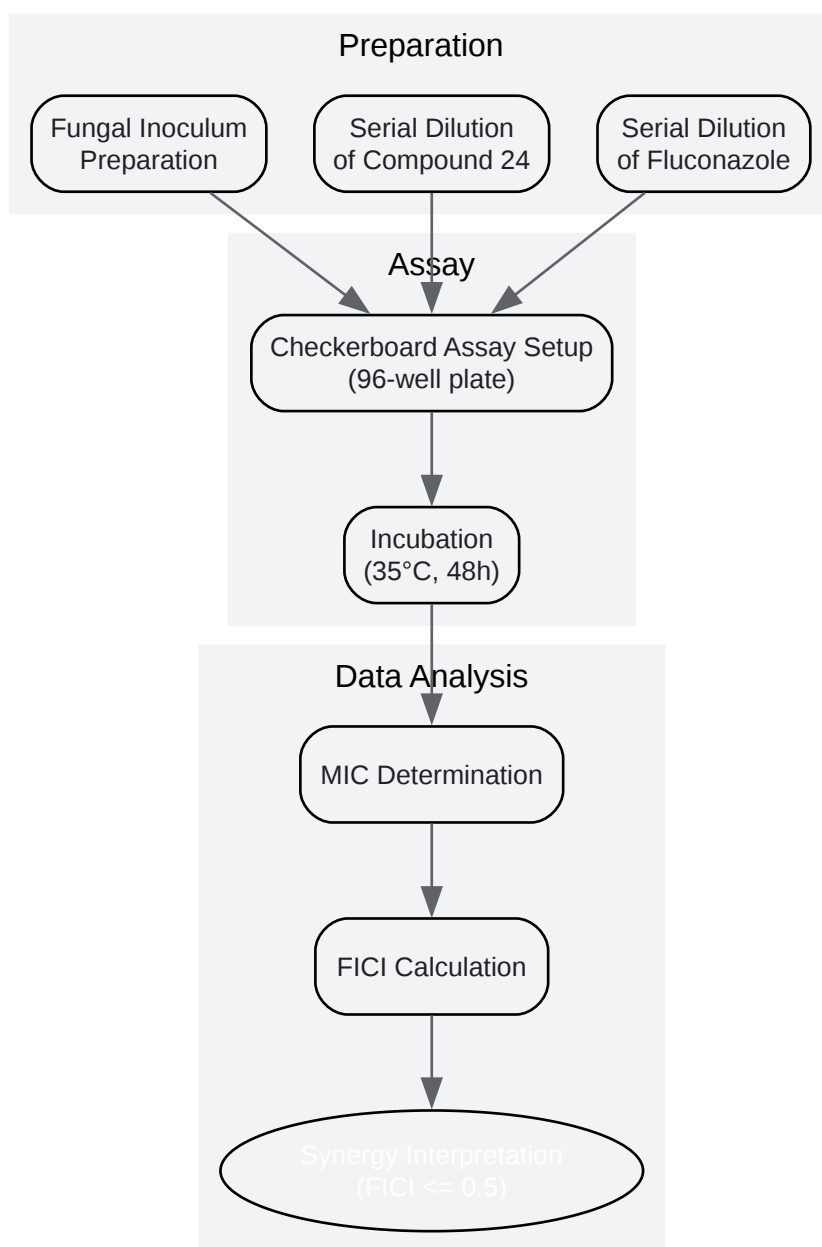 Preparation
Fungal Inoculum
Preparation
Serial Dilution
of Compound 24
Serial Dilution
of Fluconazole
Assay
Checkerboard Assay Setup
(96-well plate)
Incubation
(35°C, 48h)
Data Analysis
MIC Determination
FICI Calculation
Synergy Interpretation
(FICI <= 0.5)